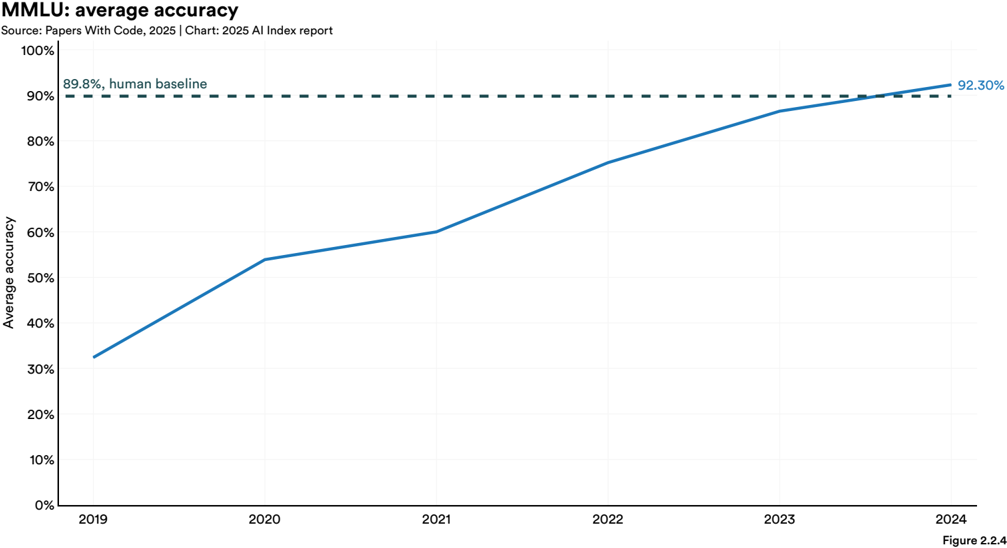 MMLU: average accuracy
Source: Papers With Code, 2025 | Chart: 2025 AI Index report
100%
89.8%, human baseline
92.30%
90%
80%
70%
60%
50%
40%
30%
20%
10%
0%
Average accuracy
2019 2020 2021 2022 2023 2024
Figure 2.2.4